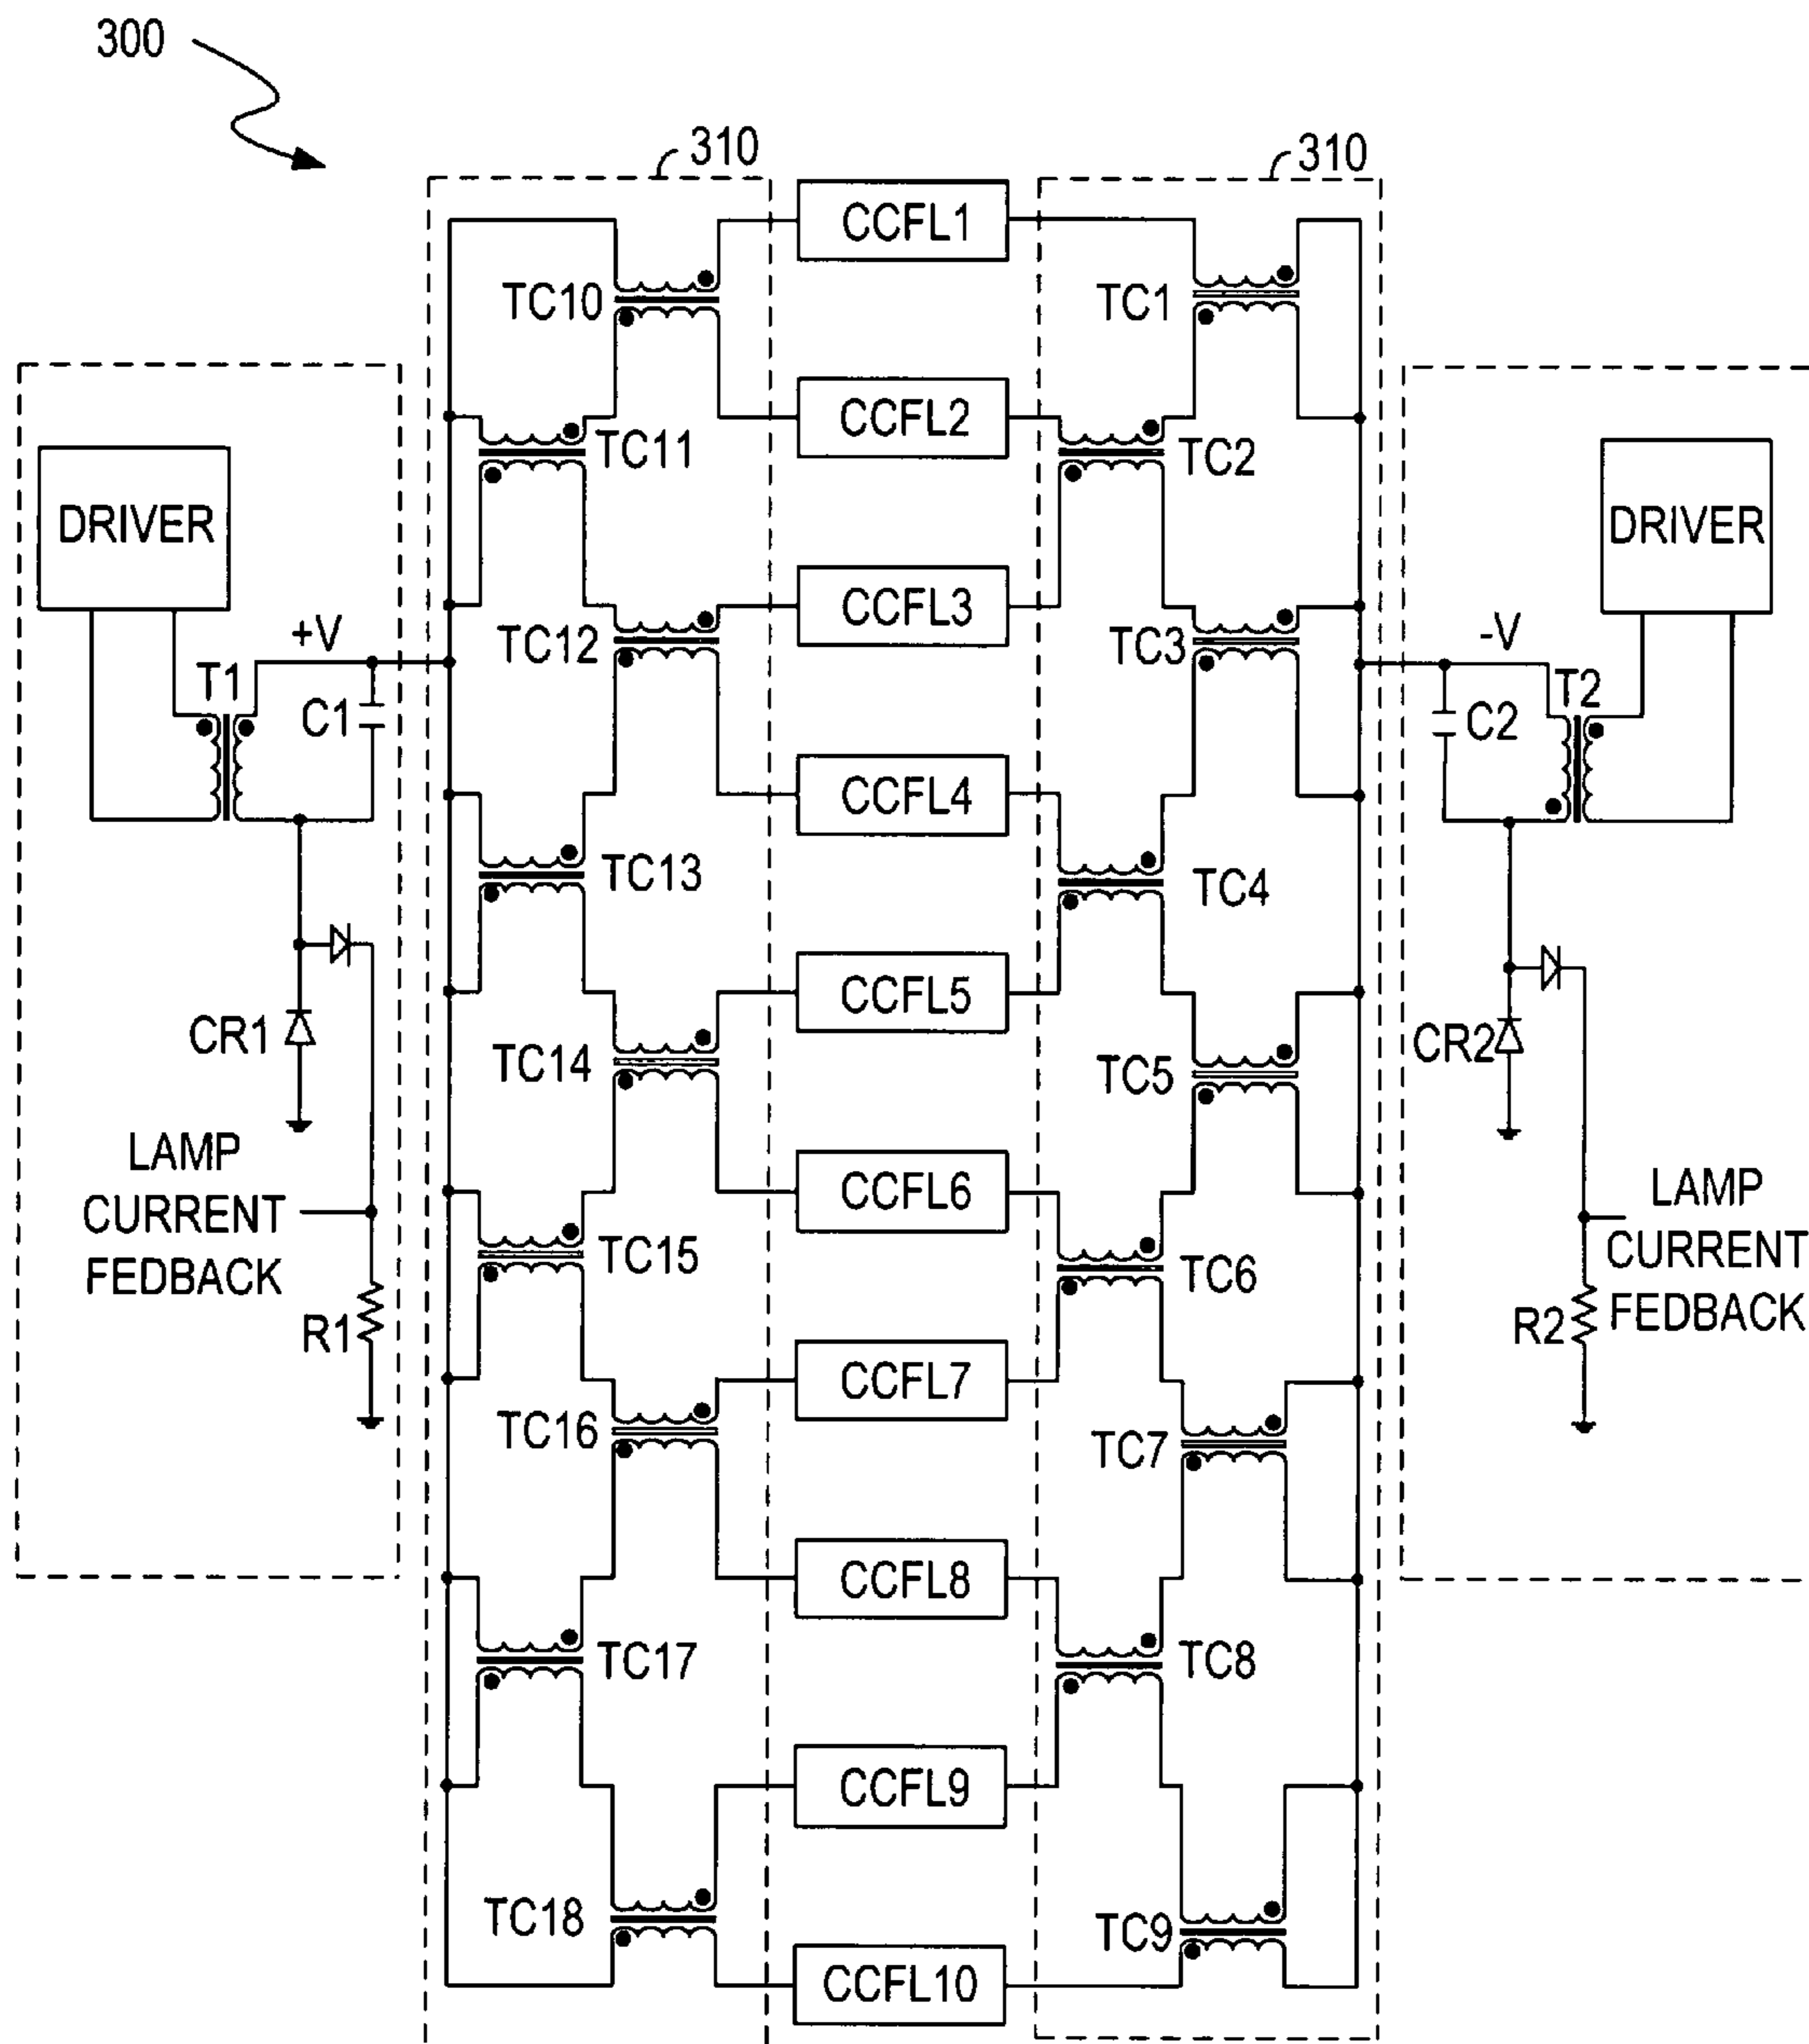 300
310
310
CCFL1
TC10
TC1
CCFL2
TC11
TC2
DRIVER
DRIVER
CCFL3
+V
TC12
TC3
-V
T1
C1
T2
C2
CCFL4
TC13
TC4
CCFL5
CR1
TC14
TC5
CR2
LAMP
CURRENT
FEDBACK
CCFL6
LAMP
CURRENT
FEDBACK
TC15
TC6
R1
R2
CCFL7
TC16
TC7
CCFL8
TC17
TC8
CCFL9
TC18
TC9
CCFL10